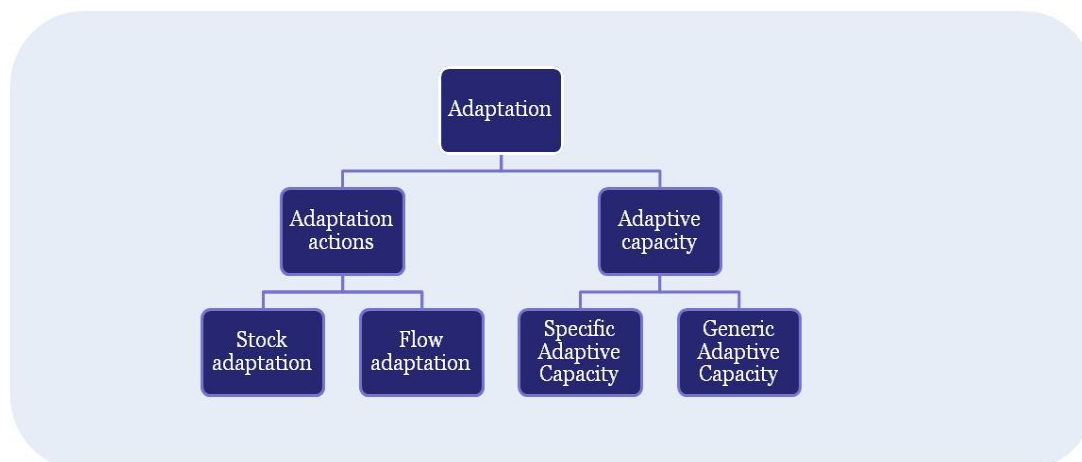 Adaptation
Adaptation
actions
Adaptive
capacity
Stock
adaptation
Flow
adaptation
Specific
Adaptive
Capacity
Generic
Adaptive
Capacity